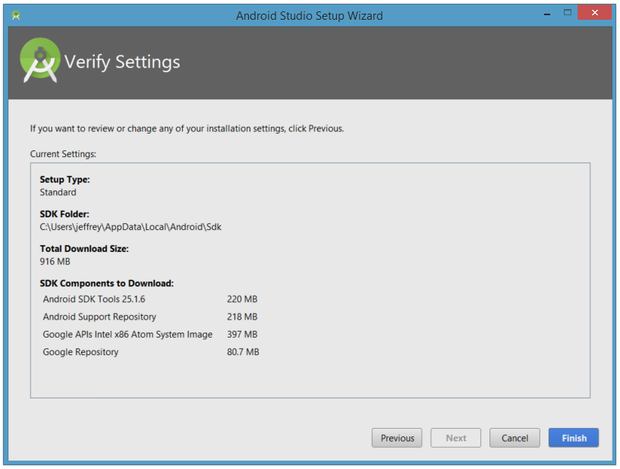 Android Studio Setup Wizard
Verify Settings
If you want to review or change any of your installation settings, click Previous.
Current Settings:
Setup Type:
Standard
SDK Folder:
C:\Users\jeffrey\AppData\Local\Android\Sdk
Total Download Size:
916 MB
SDK Components to Download:
Android SDK Tools 25.1.6 220 MB
Android Support Repository 218 MB
Google APIs Intel x86 Atom System Image 397 MB
Google Repository 80.7 MB
Previous Next Cancel Finish